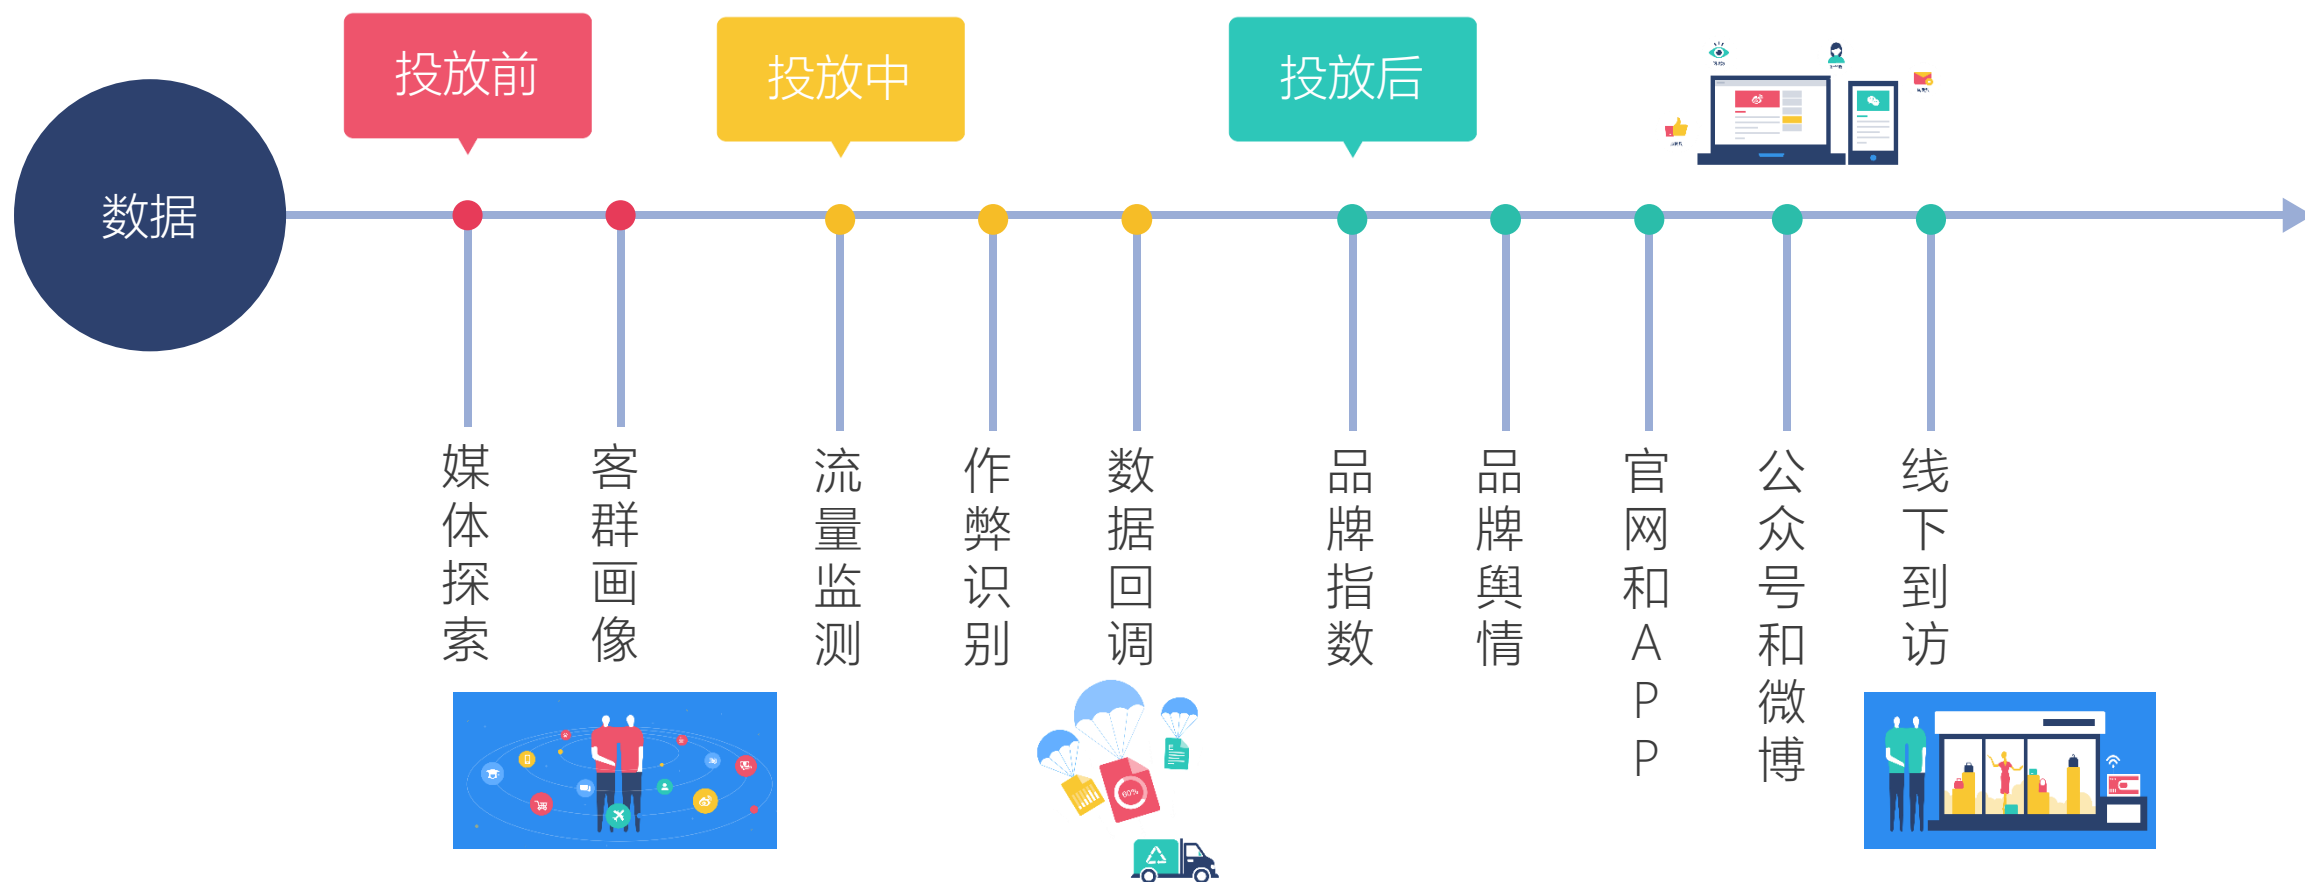 投放前
投放中
投放后
数据
媒体探索
客群画像
流量监测
作弊识别
数据回调
品牌指数
品牌舆情
官网和APP
公众号和微博
线下到访
60%